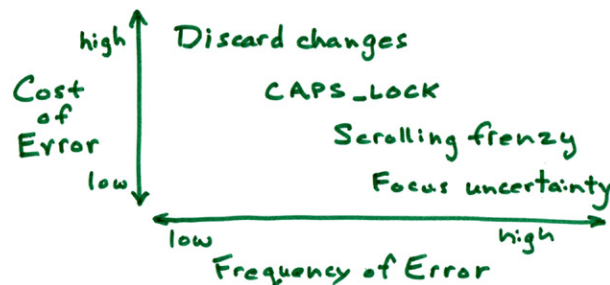 high
Discard changes
Cost
of
Error
CAPS_LOCK
Scrolling frenzy
low
Focus uncertainty
low
high
Frequency of Error